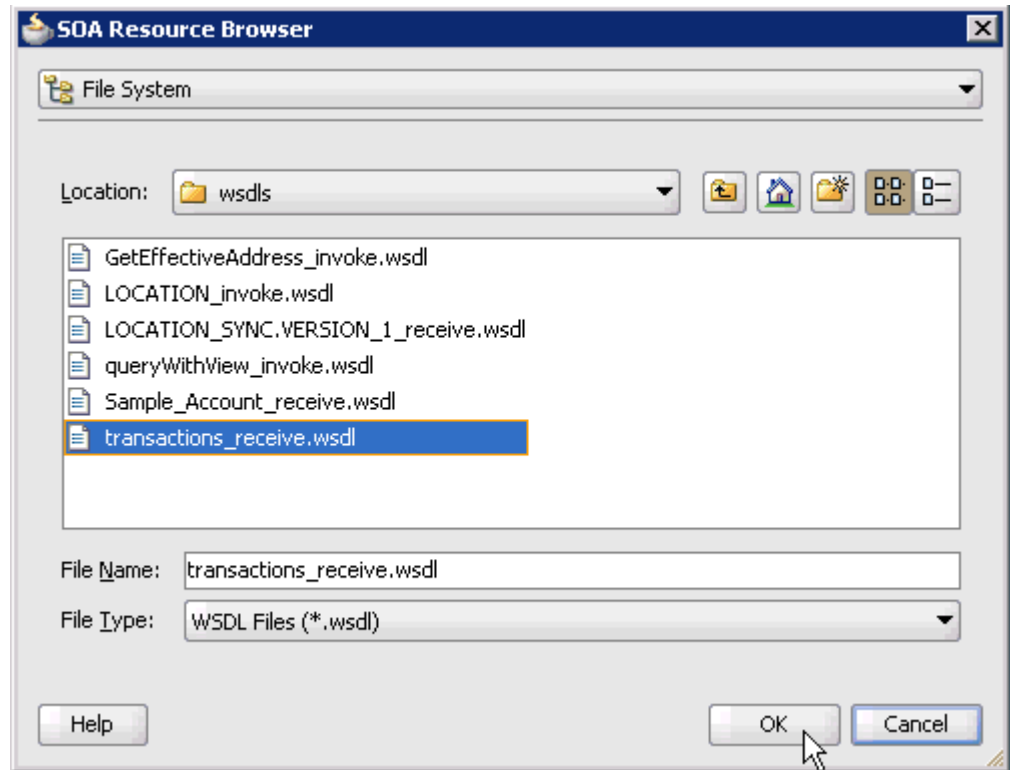 SOA Resource Browser
File System
Location: wsdls
GetEffectiveAddress_invoke.wsdl
LOCATION_invoke.wsdl
LOCATION_SYNC.VERSION_1_receive.wsdl
queryWithView_invoke.wsdl
Sample_Account_receive.wsdl
transactions_receive.wsdl
File Name: transactions_receive.wsdl
File Type: WSDL Files (*.wsdl)
Help OK Cancel